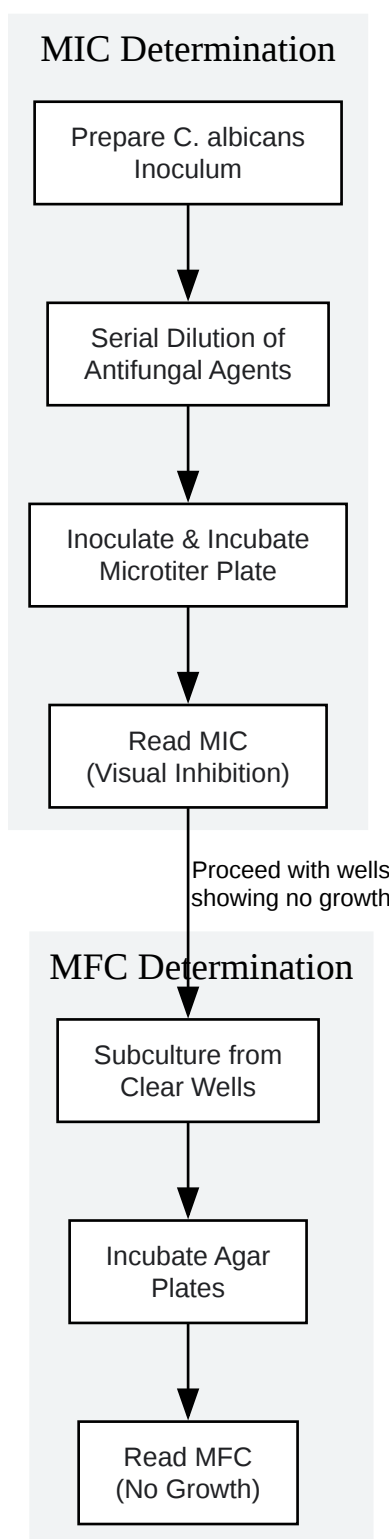 MIC Determination
Prepare C. albicans
Inoculum
Serial Dilution of
Antifungal Agents
Inoculate & Incubate
Microtiter Plate
Read MIC
(Visual Inhibition)
Proceed with wells
showing no growth
MFC Determination
Subculture from
Clear Wells
Incubate Agar
Plates
Read MFC
(No Growth)